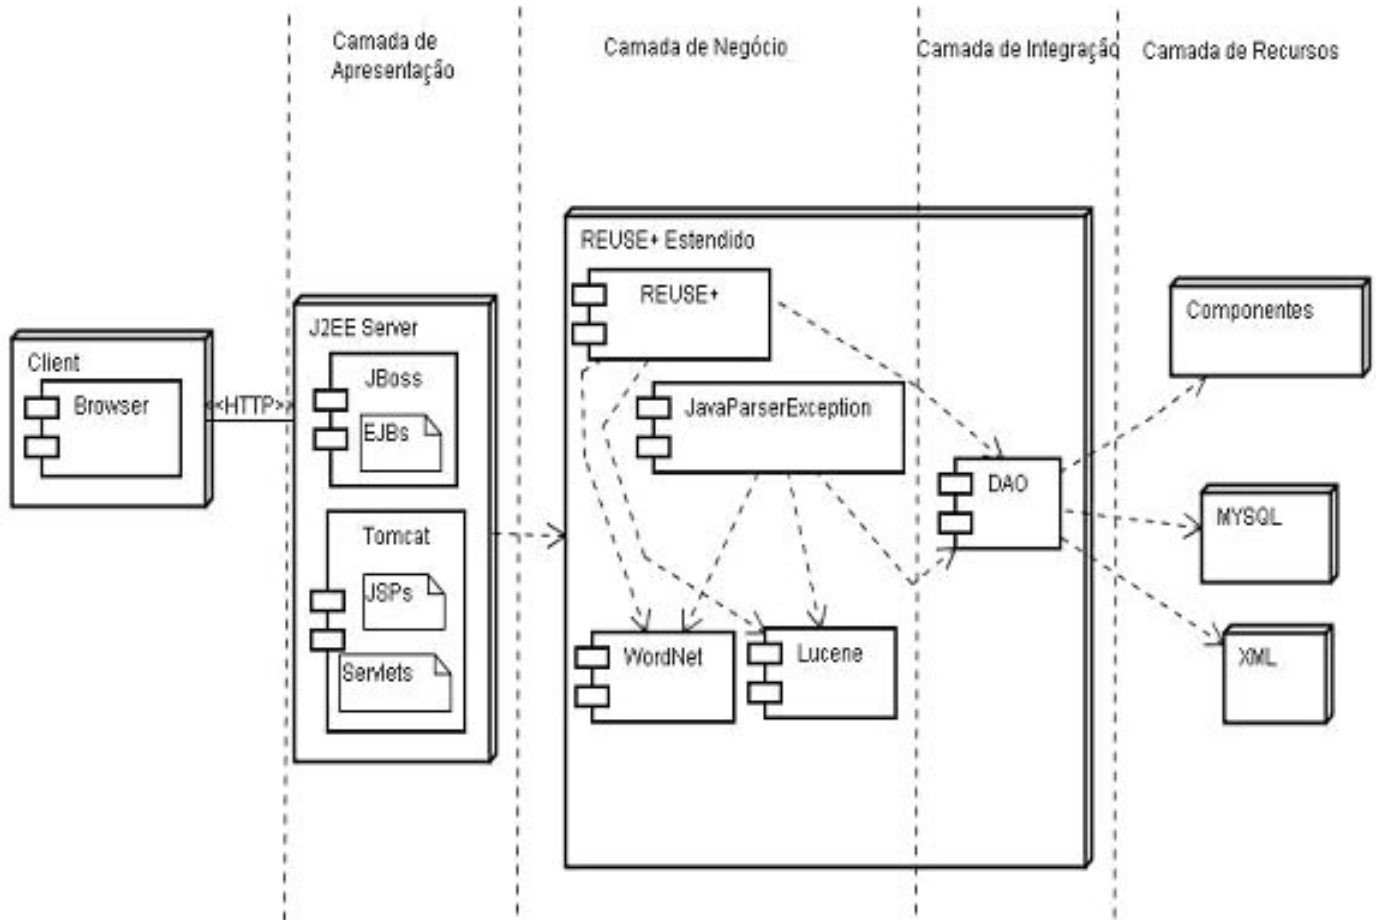 Camada de
Apresentação
Camada de Negócio
Camada de Integração
Camada de Recursos
Client
Browser
<<HTTP>>
J2EE Server
JBoss
EJBs
Tomcat
JSPs
Servlets
REUSE+ Estendido
REUSE+
JavaParserException
WordNet
Lucene
DAO
Componentes
MYSQL
XML